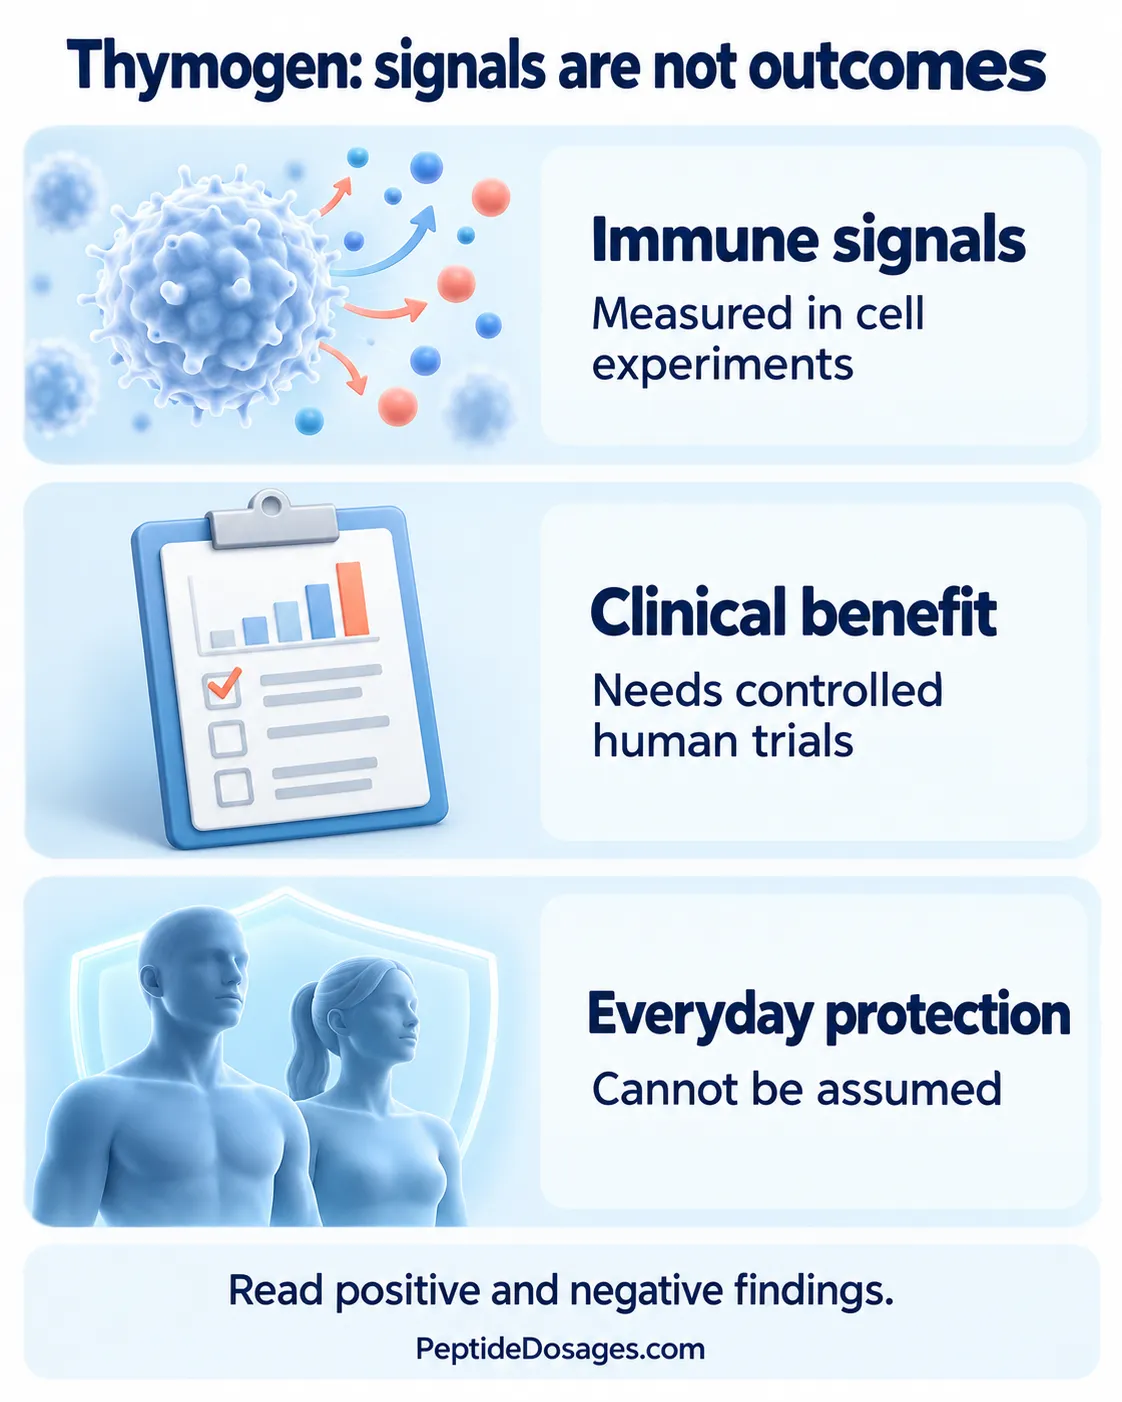 Thymogen: signals are not outcomes
Immune signals
Measured in cell
experiments
Clinical benefit
Needs controlled
human trials
Everyday protection
Cannot be assumed
Read positive and negative findings.
PeptideDosages.com